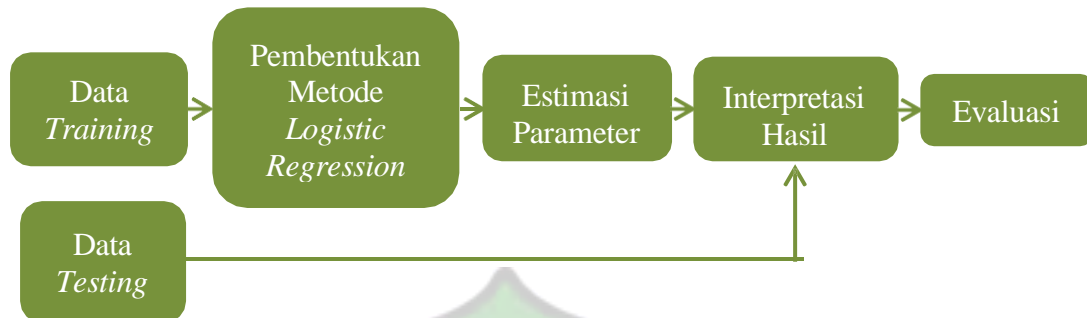 Data
Training
Pembentukan
Metode
Logistic
Regression
Estimasi
Parameter
Interpretasi
Hasil
Evaluasi
Data
Testing